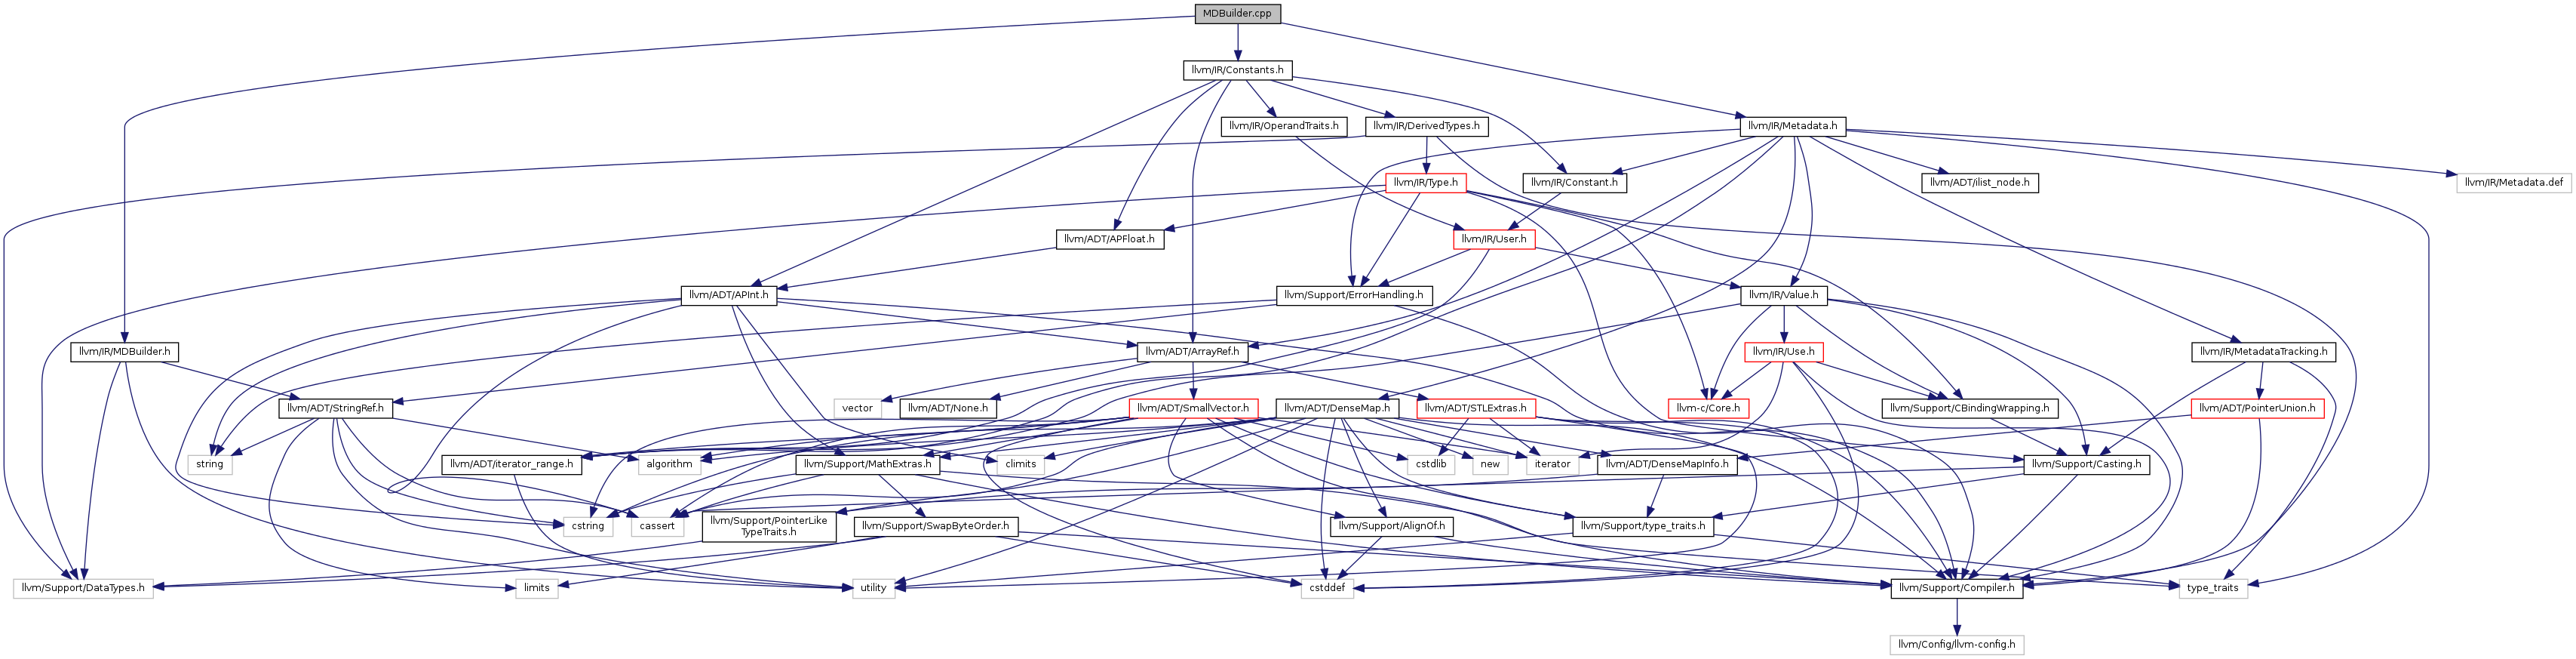 MDBuilder.cpp
llvm/IR/Constants.h
llvm/IR/OperandTraits.h
llvm/IR/DerivedTypes.h
llvm/IR/Metadata.h
llvm/IR/Type.h
llvm/IR/Constant.h
llvm/ADT/ilist_node.h
llvm/IR/Metadata.def
llvm/ADT/APFloat.h
llvm/IR/User.h
llvm/ADT/APInt.h
llvm/Support/ErrorHandling.h
llvm/IR/Value.h
llvm/IR/MDBuilder.h
llvm/ADT/ArrayRef.h
llvm/IR/Use.h
llvm/IR/MetadataTracking.h
llvm/ADT/StringRef.h
vector
llvm/ADT/None.h
llvm/ADT/SmallVector.h
llvm/ADT/DenseMap.h
llvm/ADT/STLExtras.h
llvm-c/Core.h
llvm/Support/CBindingWrapping.h
llvm/ADT/PointerUnion.h
string
llvm/ADT/iterator_range.h
algorithm
llvm/Support/MathExtras.h
climits
cstdlib
new
iterator
llvm/ADT/DenseMapInfo.h
llvm/Support/Casting.h
cstring
cassert
llvm/Support/PointerLike
TypeTraits.h
llvm/Support/SwapByteOrder.h
llvm/Support/AlignOf.h
llvm/Support/type_traits.h
llvm/Support/DataTypes.h
limits
utility
cstddef
llvm/Support/Compiler.h
type_traits
llvm/Config/llvm-config.h